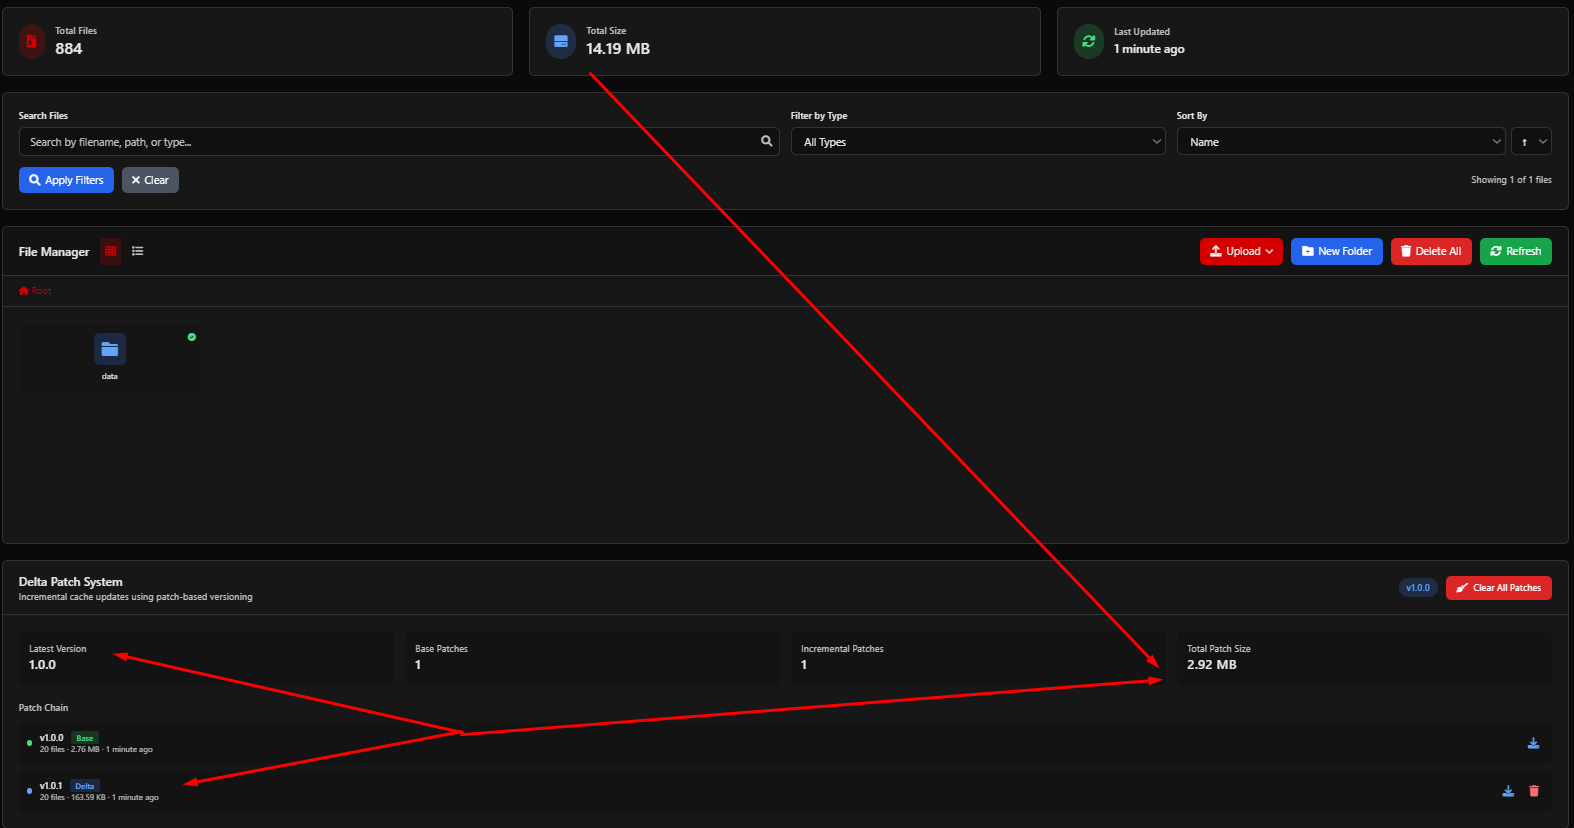 Total Files
884
Total Size
14.19 MB
Last Updated
1 minute ago
Search Files
Filter by Type
Sort By
Search by filename, path, or type...
All Types
Name
↑
Apply Filters
Clear
Showing 1 of 1 files
File Manager
Upload
New Folder
Delete All
Refresh
Root
data
Delta Patch System
Incremental cache updates using patch-based versioning
v1.0.0
Clear All Patches
Latest Version
1.0.0
Base Patches
1
Incremental Patches
1
Total Patch Size
2.92 MB
Patch Chain
v1.0.0 Base
20 files · 2.76 MB · 1 minute ago
v1.0.1 Delta
20 files · 163.59 KB · 1 minute ago